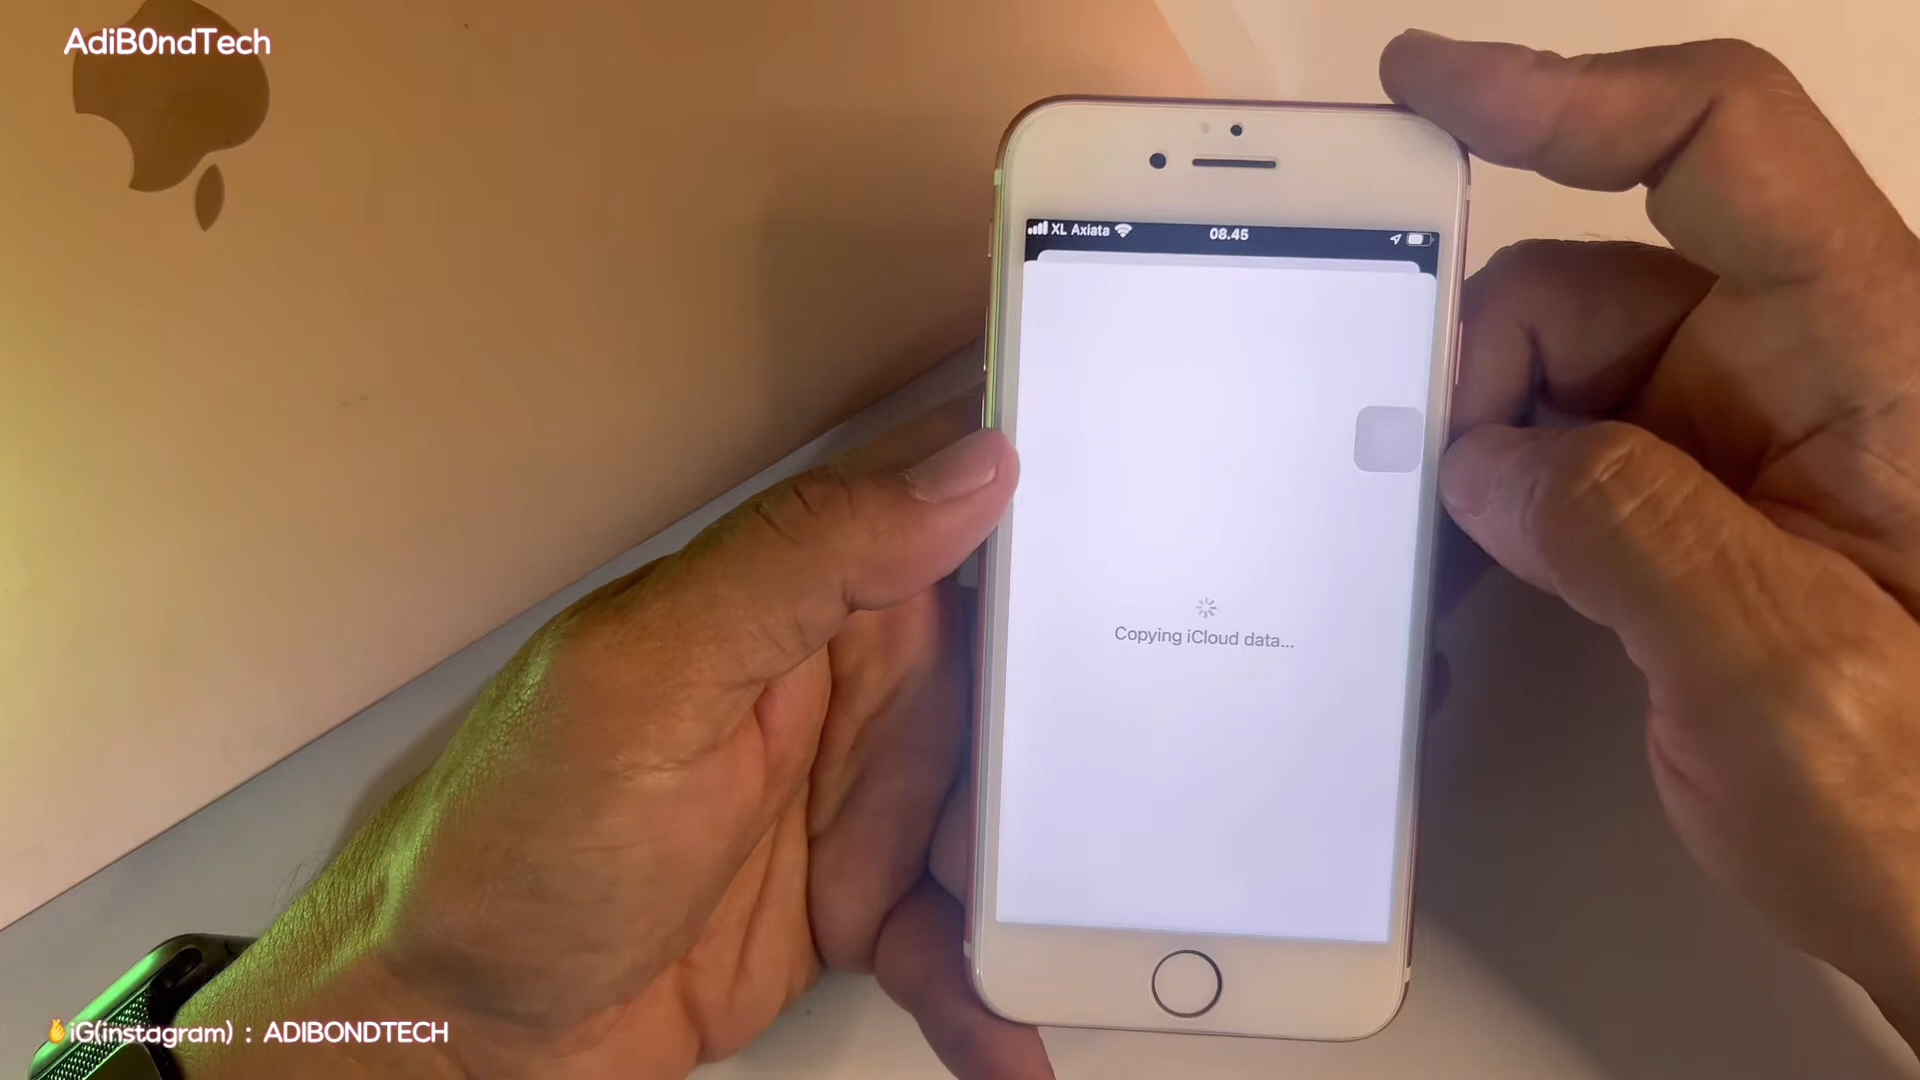 AdiB0ndTech
XL Axiata
08.45
Copying iCloud data...
iG(instagram) : ADIBONDTECH